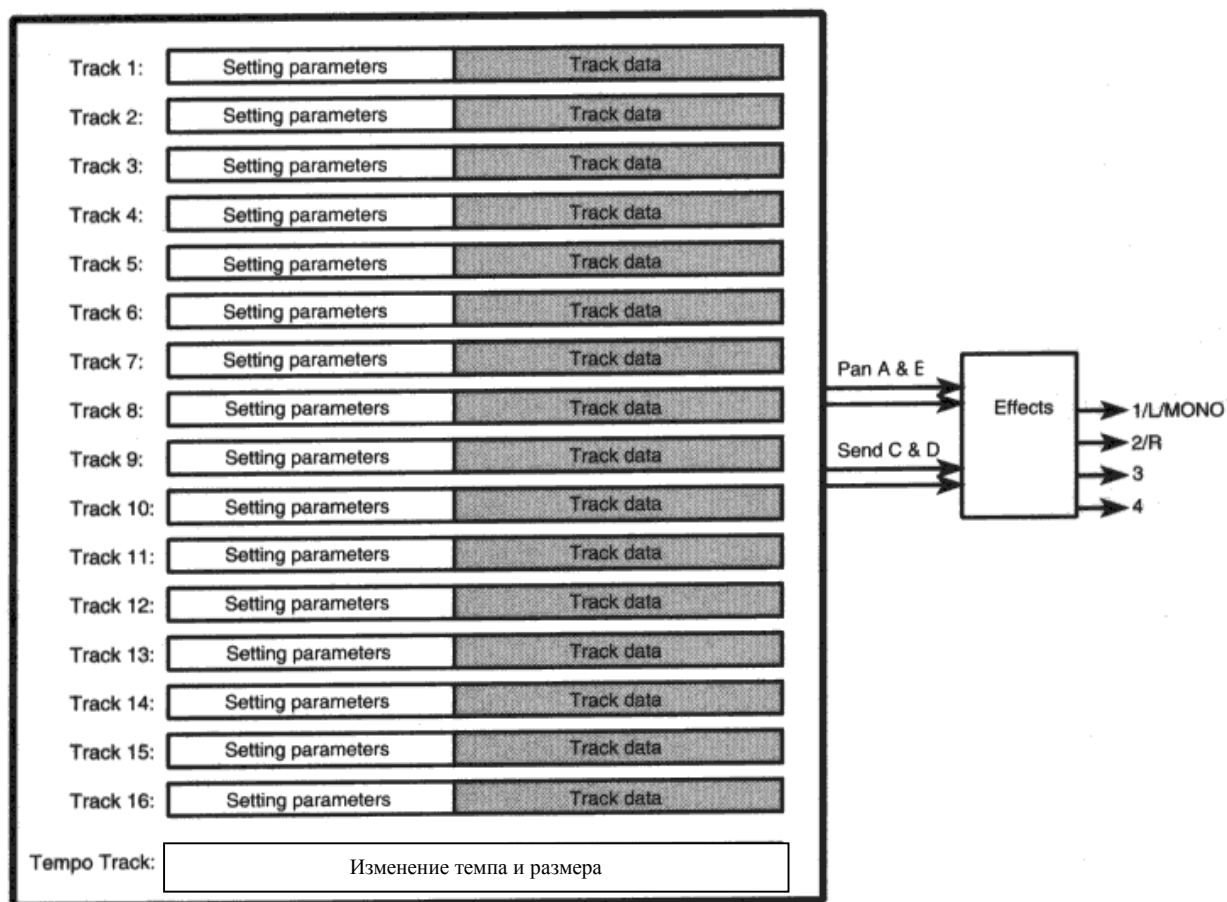 Track 1: Setting parameters Track data
Track 2: Setting parameters Track data
Track 3: Setting parameters Track data
Track 4: Setting parameters Track data
Track 5: Setting parameters Track data
Track 6: Setting parameters Track data
Track 7: Setting parameters Track data
Pan A & E
Track 8: Setting parameters Track data
Effects
1/L/MONO
2/R
Track 9: Setting parameters Track data
Send C & D
3
Track 10: Setting parameters Track data
4
Track 11: Setting parameters Track data
Track 12: Setting parameters Track data
Track 13: Setting parameters Track data
Track 14: Setting parameters Track data
Track 15: Setting parameters Track data
Track 16: Setting parameters Track data
Tempo Track: Изменение темпа и размера